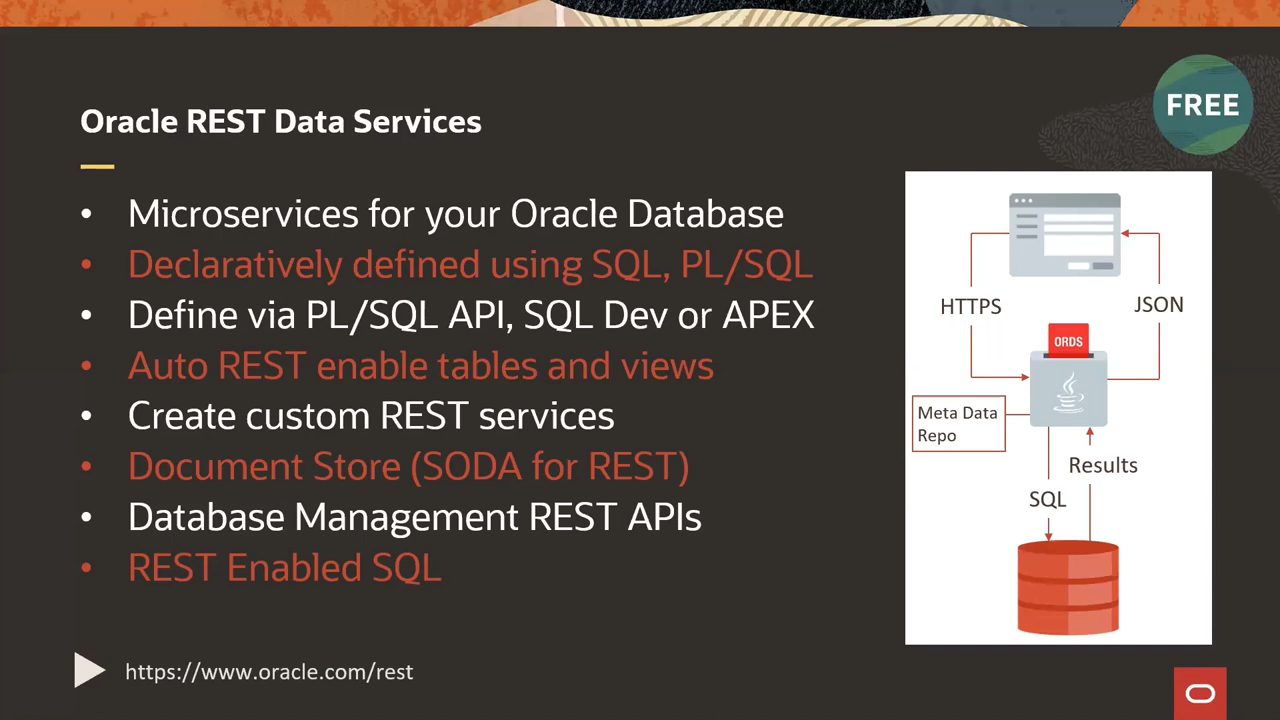 FREE
Oracle REST Data Services
• Microservices for your Oracle Database
• Declaratively defined using SQL, PL/SQL
• Define via PL/SQL API, SQL Dev or APEX
• Auto REST enable tables and views
• Create custom REST services
• Document Store (SODA for REST)
• Database Management REST APIs
• REST Enabled SQL
HTTPS
JSON
ORDS
Meta Data
Repo
Results
SQL
https://www.oracle.com/rest